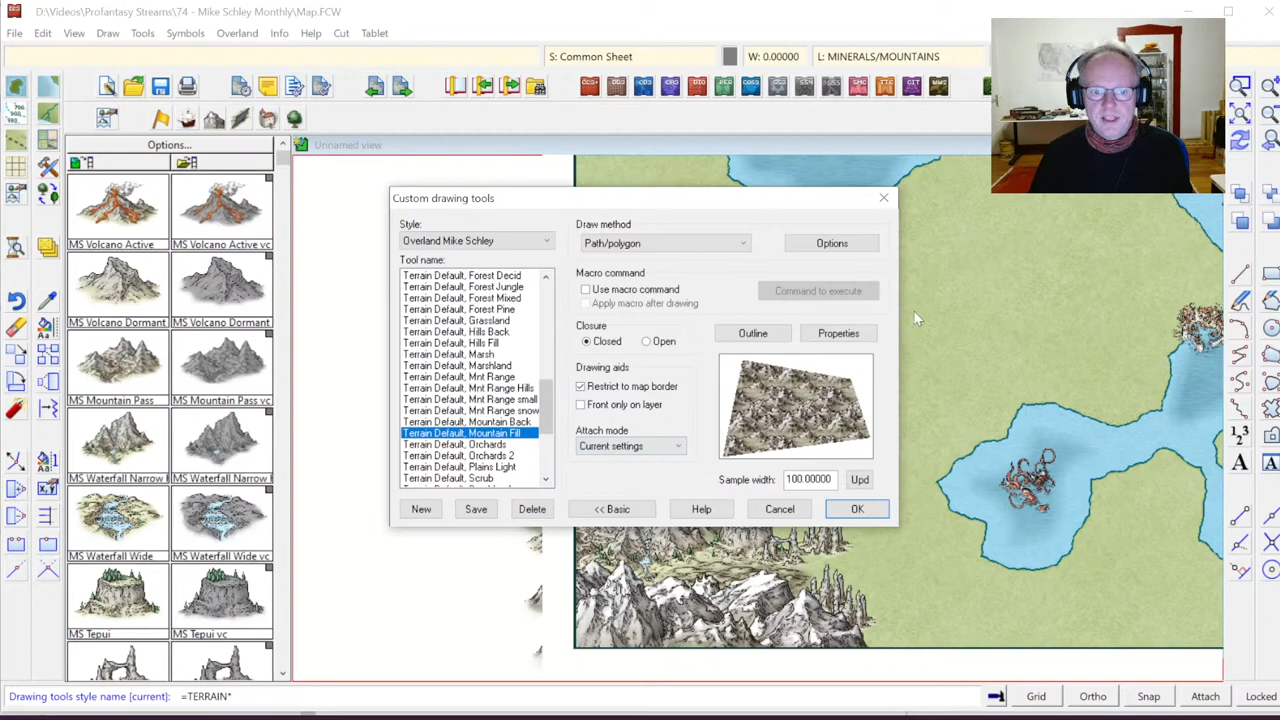 D:\Videos\Profantasy Streams\74 - Mike Schley Monthly\Map.FCW
File Edit View Draw Tools Symbols Overland Info Help Cut Tablet
S: Common Sheet W: 0.00000 L: MINERALS/MOUNTAINS
Options...
Unnamed view
MS Volcano Active MS Volcano Active vc
MS Volcano Dormant MS Volcano Dormant
MS Mountain Pass MS Mountain Pass vc
MS Waterfall Narrow MS Waterfall Narrow
MS Waterfall Wide MS Waterfall Wide vc
MS Tepui MS Tepui vc
Custom drawing tools
Style:
Overland Mike Schley
Tool name:
Terrain Default, Forest Decid
Terrain Default, Forest Jungle
Terrain Default, Forest Mixed
Terrain Default, Forest Pine
Terrain Default, Grassland
Terrain Default, Hills Back
Terrain Default, Hills Fill
Terrain Default, Marsh
Terrain Default, Marshland
Terrain Default, Mnt Range
Terrain Default, Mnt Range Hills
Terrain Default, Mnt Range small
Terrain Default, Mnt Range snow
Terrain Default, Mountain Back
Terrain Default, Mountain Fill
Terrain Default, Orchards
Terrain Default, Orchards 2
Terrain Default, Plains Light
Terrain Default, Scrub
Draw method
Path/polygon Options
Macro command
Use macro command Command to execute
Apply macro after drawing
Closure Outline Properties
Closed Open
Drawing aids
Restrict to map border
Front only on layer
Attach mode
Current settings
Sample width: 100.00000 Upd
New Save Delete << Basic Help Cancel OK
1,2
3
A
Drawing tools style name [current]: =TERRAIN* Grid Ortho Snap Attach Locked